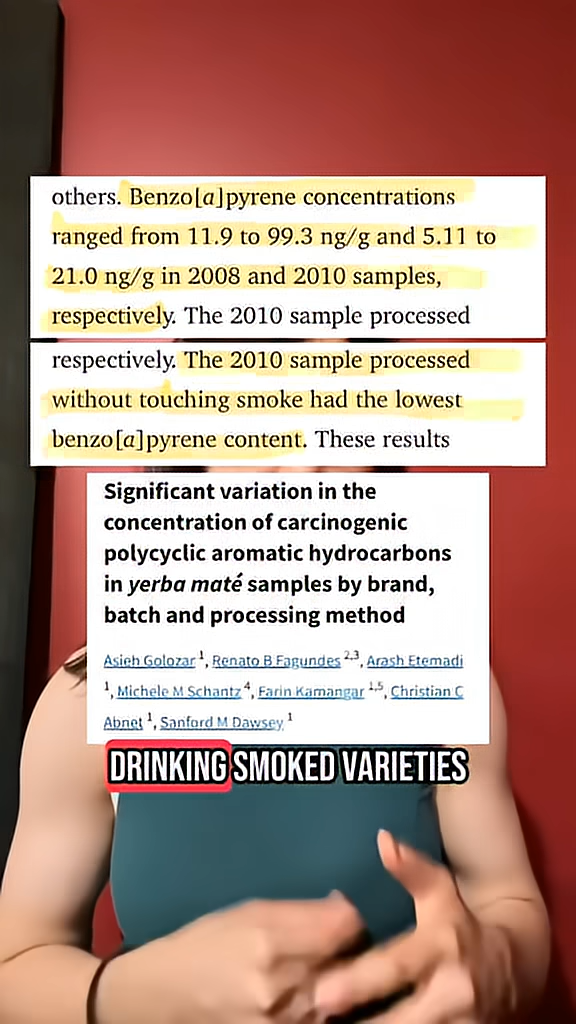 others. Benzo[a]pyrene concentrations
ranged from 11.9 to 99.3 ng/g and 5.11 to
21.0 ng/g in 2008 and 2010 samples,
respectively. The 2010 sample processed
respectively. The 2010 sample processed
without touching smoke had the lowest
benzo[a]pyrene content. These results
Significant variation in the
concentration of carcinogenic
polycyclic aromatic hydrocarbons
in yerba maté samples by brand,
batch and processing method
Asieh Golozar 1, Renato B Fagundes 2,3, Arash Etemadi
1, Michele M Schantz 4, Farin Kamangar 1,5, Christian C
Abnet 1, Sanford M Dawsey 1
DRINKING SMOKED VARIETIES